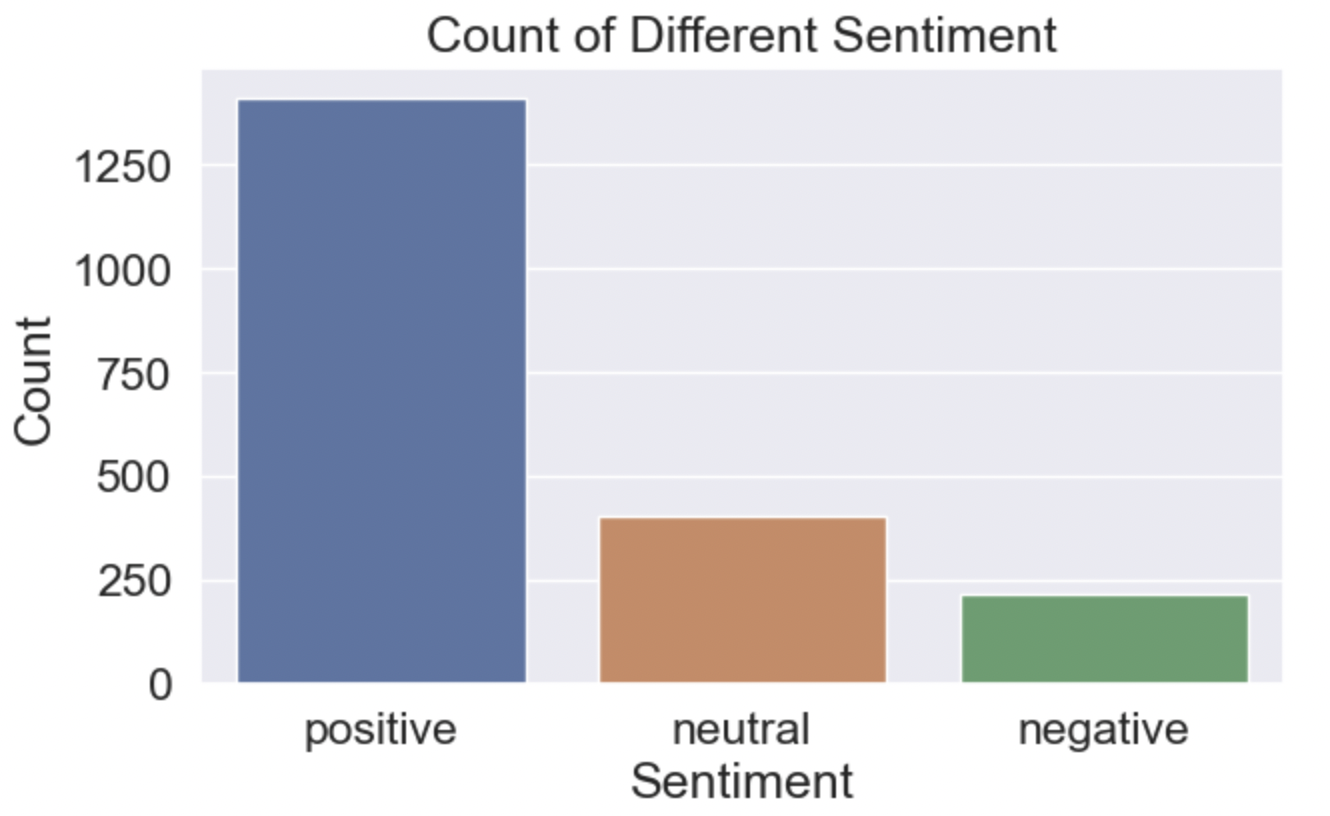 Count of Different Sentiment
Count
1250
1000
750
500
250
0
positive neutral negative
Sentiment